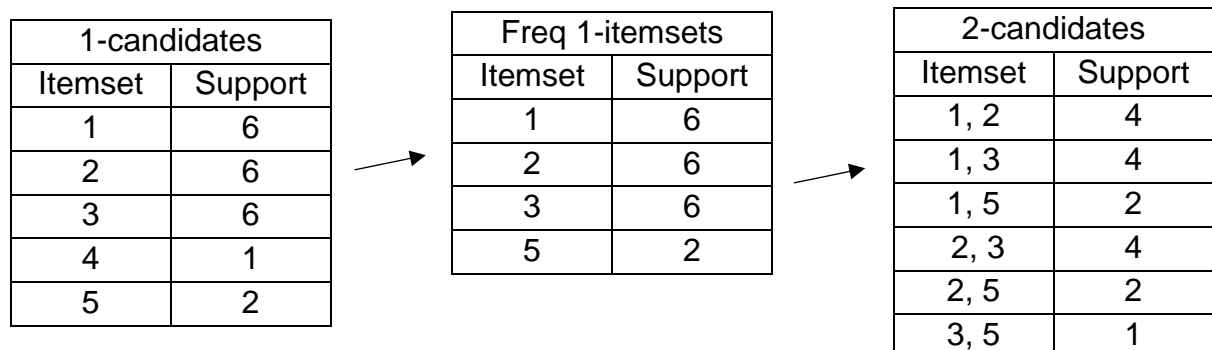 1-candidates
Itemset Support
1 6
2 6
3 6
4 1
5 2
Freq 1-itemsets
Itemset Support
1 6
2 6
3 6
5 2
2-candidates
Itemset Support
1, 2 4
1, 3 4
1, 5 2
2, 3 4
2, 5 2
3, 5 1